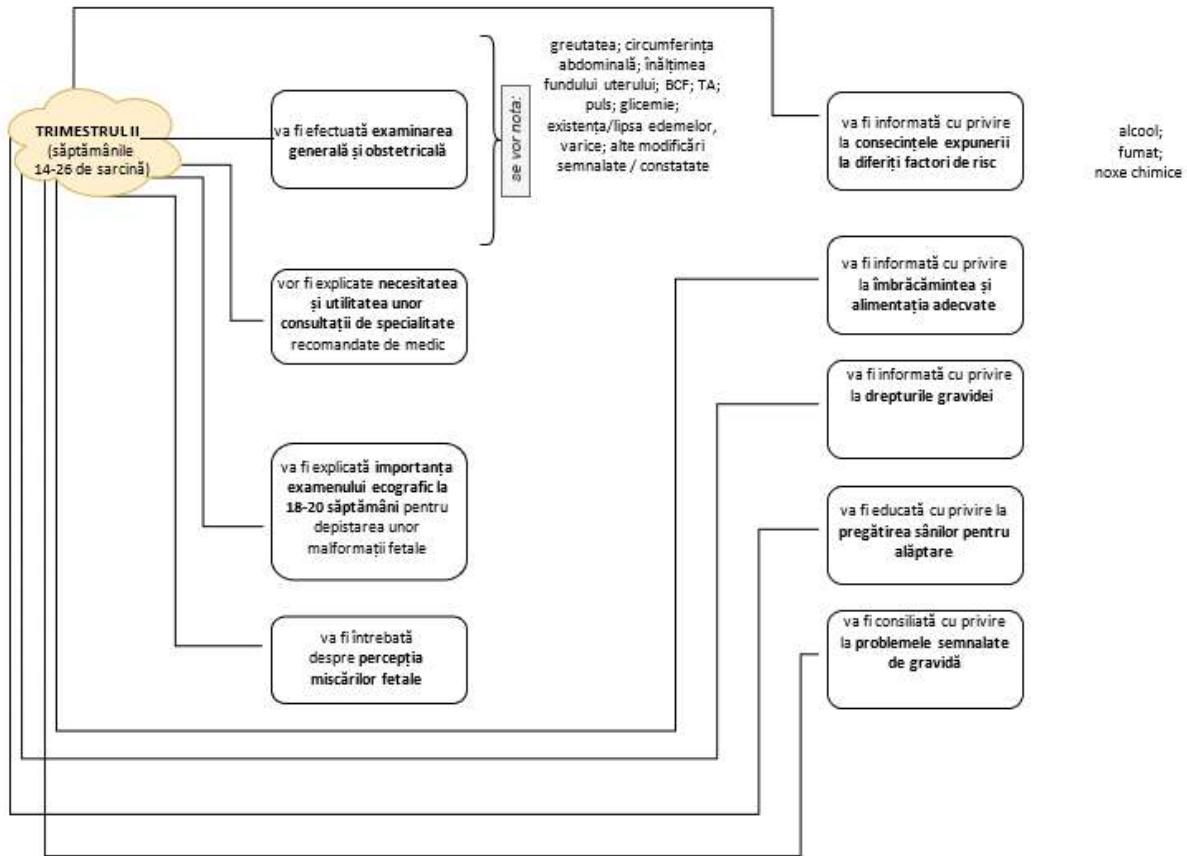 TRIMESTRUL II
(săptămânile
14-26 de sarcină)
va fi efectuată examinarea
generală și obstetricală
se vor nota:
greutatea; circumferința
abdominală; înălțimea
fundului uterului; BCF; TA;
puls; glicemie;
existența/lipsa edemelor,
varice; alte modificări
semnalate / constatate
vor fi explicate necesitatea
și utilitatea unor
consultații de specialitate
recomandate de medic
va fi explicată importanța
examenului ecografic la
18-20 săptămâni pentru
depistarea unor
malformații fetale
va fi întrebată
despre percepția
miscărilor fetale
va fi informată cu privire
la consecințele expunerii
la diferiți factori de risc
alcool;
fumat;
noxe chimice
va fi informată cu privire
la îmbrăcămintea și
alimentația adecvate
va fi informată cu privire
la drepturile gravidei
va fi educată cu privire la
pregătirea sânilor pentru
alăptare
va fi consiliată cu privire
la problemele semnalate
de gravidă